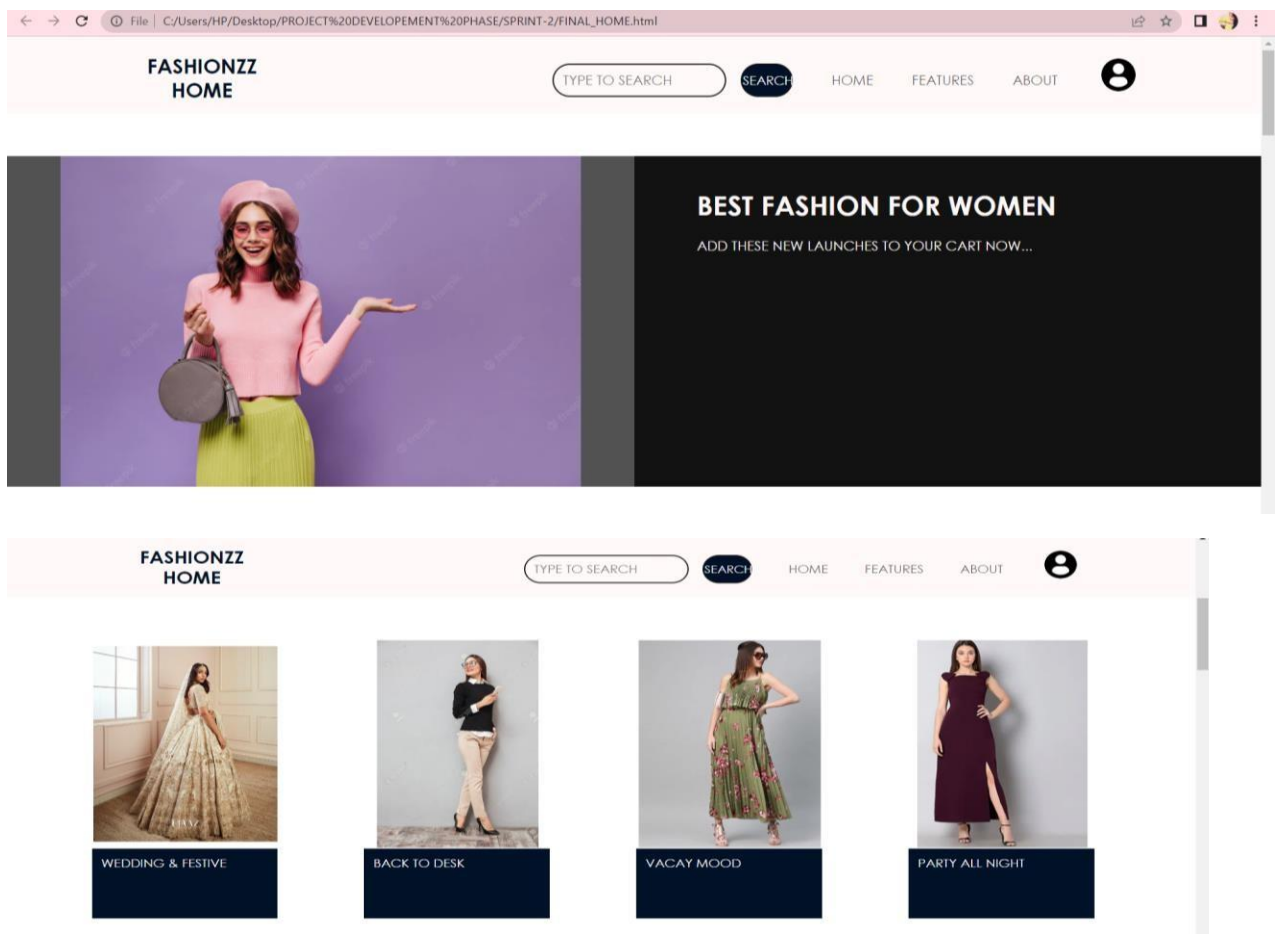 File | C:/Users/HP/Desktop/PROJECT%20DEVELOPEMENT%20PHASE/SPRINT-2/FINAL_HOME.html
FASHIONZZ
HOME
TYPE TO SEARCH
SEARCH
HOME
FEATURES
ABOUT
BEST FASHION FOR WOMEN
ADD THESE NEW LAUNCHES TO YOUR CART NOW...
FASHIONZZ
HOME
TYPE TO SEARCH
SEARCH
HOME
FEATURES
ABOUT
WEDDING & FESTIVE
BACK TO DESK
VACAY MOOD
PARTY ALL NIGHT